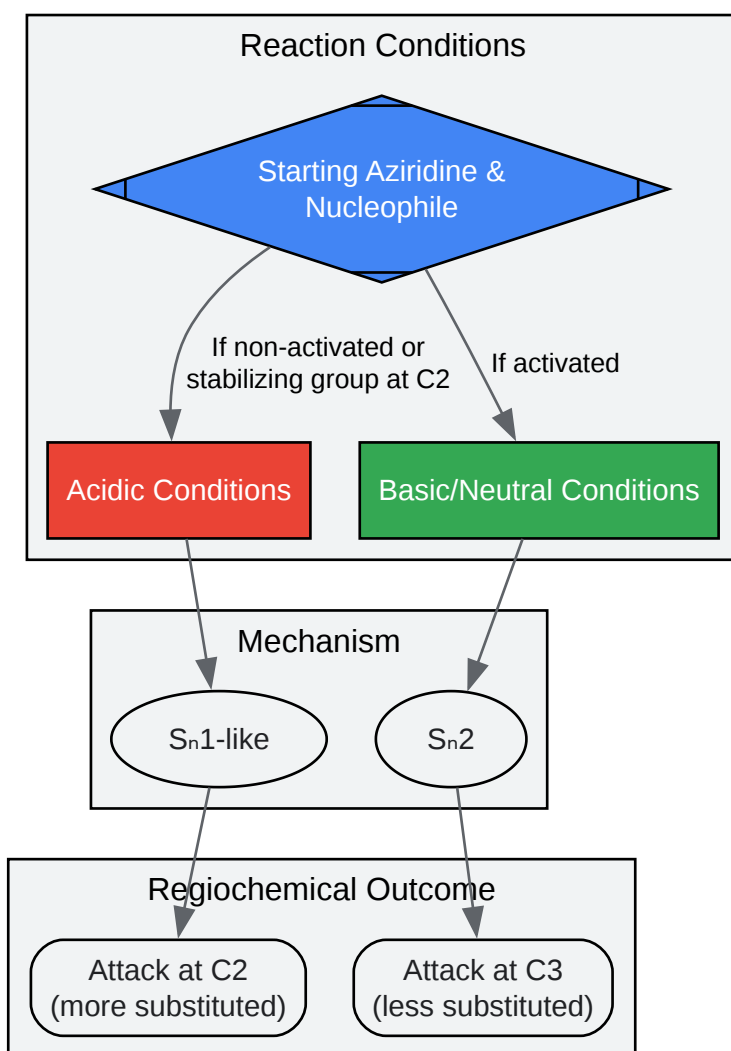 Reaction Conditions
Starting Aziridine &
Nucleophile
If non-activated or
stabilizing group at C2
If activated
Acidic Conditions
Basic/Neutral Conditions
Mechanism
Sₙ1-like
Sₙ2
Regiochemical Outcome
Attack at C2
(more substituted)
Attack at C3
(less substituted)